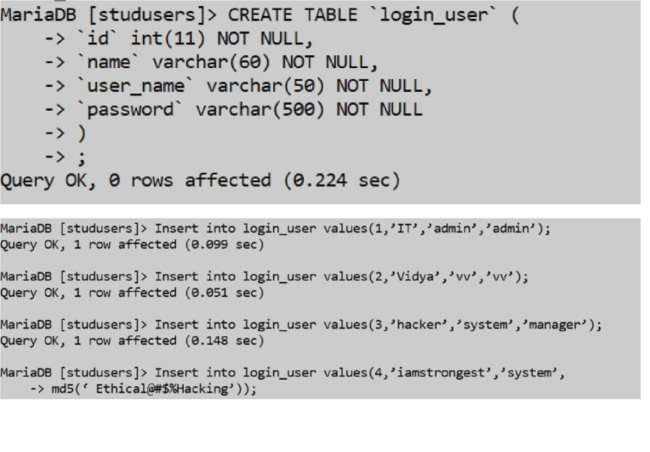 MariaDB [studusers]> CREATE TABLE `login_user` (
-> `id` int(11) NOT NULL,
-> `name` varchar(60) NOT NULL,
-> `user_name` varchar(50) NOT NULL,
-> `password` varchar(500) NOT NULL
-> )
-> ;
Query OK, 0 rows affected (0.224 sec)
MariaDB [studusers]> Insert into login_user values(1,’IT’,’admin’,’admin’);
Query OK, 1 row affected (0.099 sec)
MariaDB [studusers]> Insert into login_user values(2,’Vidya’,’vv’,’vv’);
Query OK, 1 row affected (0.051 sec)
MariaDB [studusers]> Insert into login_user values(3,’hacker’,’system’,’manager’);
Query OK, 1 row affected (0.148 sec)
MariaDB [studusers]> Insert into login_user values(4,’iamstrongest’,’system’,
-> md5(‘ Ethical@#$%Hacking’));